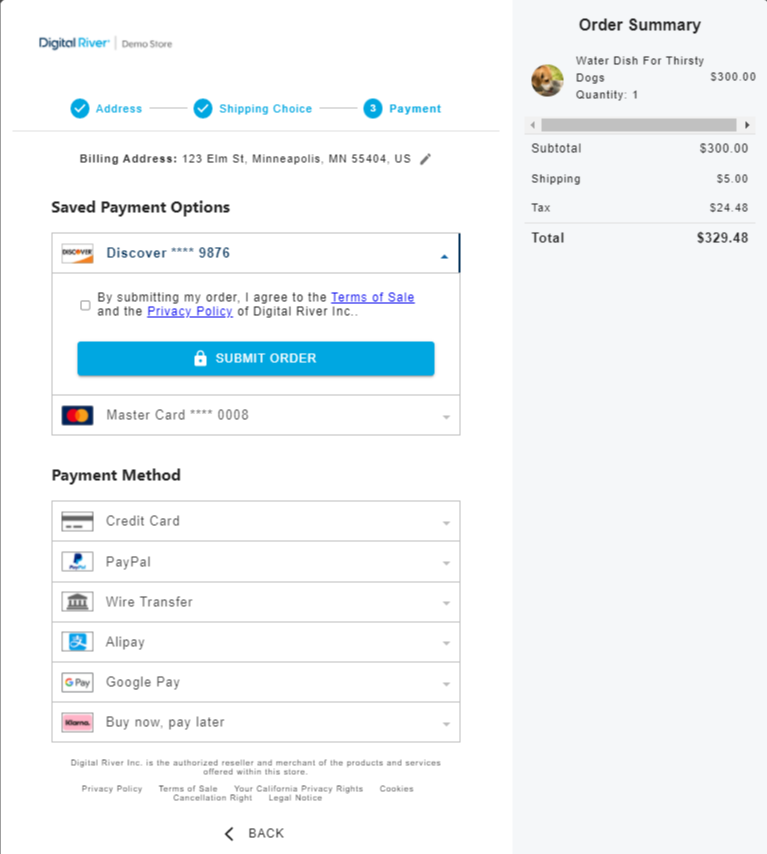 Digital River Demo Store
Address
Shipping Choice
3 Payment
Billing Address: 123 Elm St, Minneapolis, MN 55404, US
Saved Payment Options
DISCOVER Discover **** 9876
By submitting my order, I agree to the Terms of Sale
and the Privacy Policy of Digital River Inc..
SUBMIT ORDER
Master Card **** 0008
Payment Method
Credit Card
PayPal PayPal
Wire Transfer
支 Alipay
G Pay Google Pay
Klarna. Buy now, pay later
Digital River Inc. is the authorized reseller and merchant of the products and services
offered within this store.
Privacy Policy Terms of Sale Your California Privacy Rights Cookies
Cancellation Right Legal Notice
BACK
Order Summary
Water Dish For Thirsty
Dogs $300.00
Quantity: 1
Subtotal $300.00
Shipping $5.00
Tax $24.48
Total $329.48